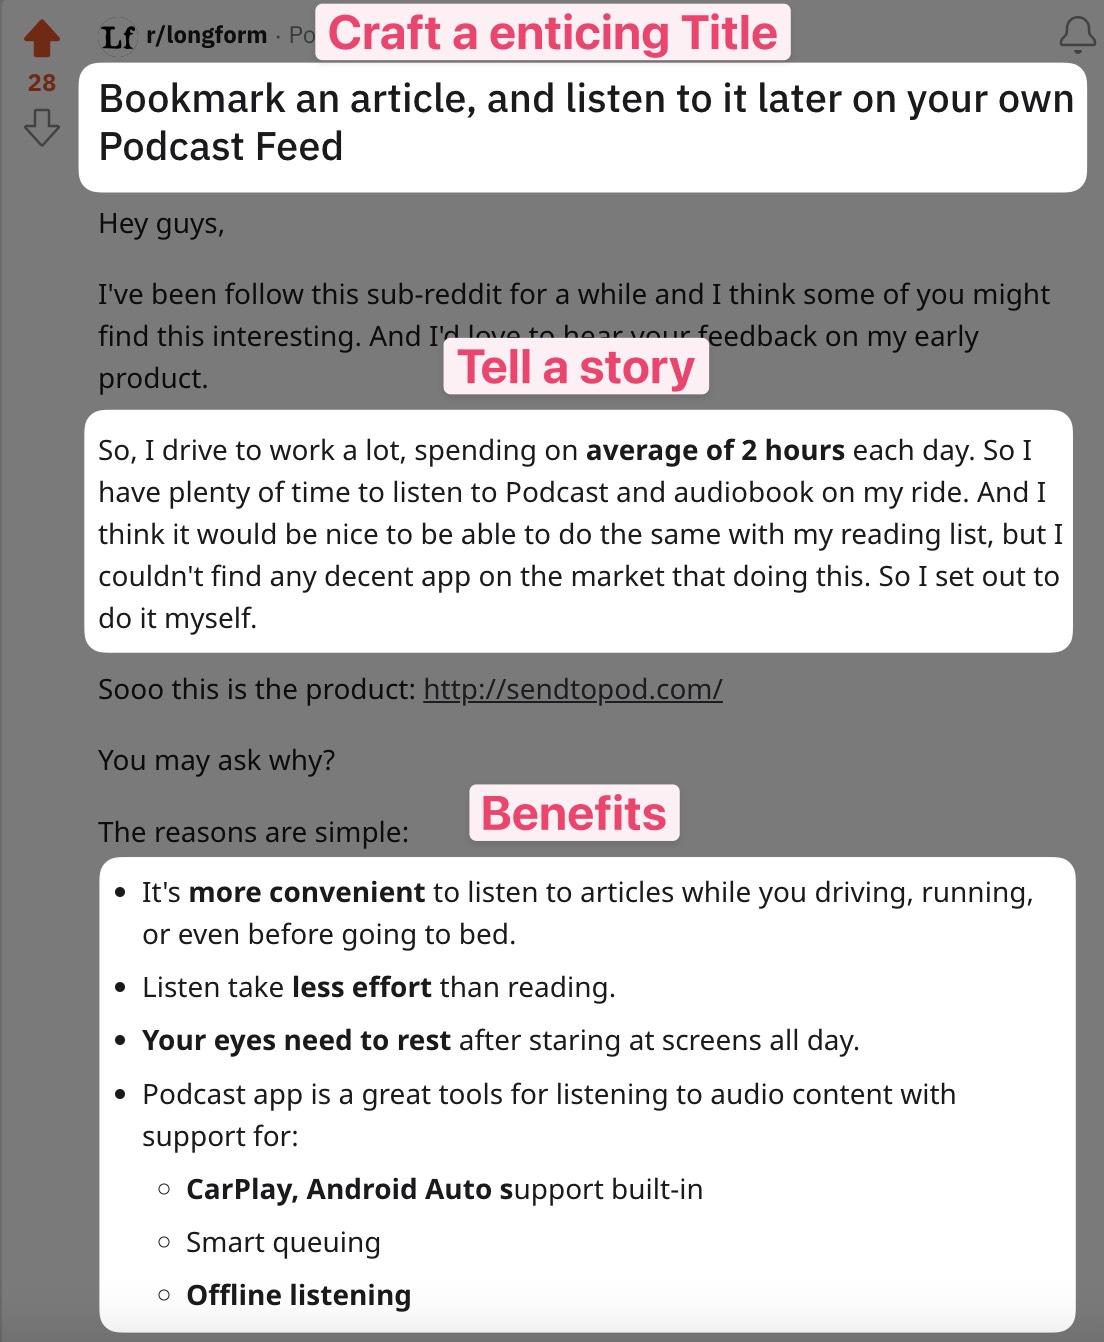 Lf r/longform · Po
Craft a enticing Title
28
Bookmark an article, and listen to it later on your own
Podcast Feed
Hey guys,
I've been follow this sub-reddit for a while and I think some of you might
find this interesting. And I'd love to hear your feedback on my early
product.
Tell a story
So, I drive to work a lot, spending on average of 2 hours each day. So I
have plenty of time to listen to Podcast and audiobook on my ride. And I
think it would be nice to be able to do the same with my reading list, but I
couldn't find any decent app on the market that doing this. So I set out to
do it myself.
Sooo this is the product: http://sendtopod.com/
You may ask why?
Benefits
The reasons are simple:
• It's more convenient to listen to articles while you driving, running,
or even before going to bed.
• Listen take less effort than reading.
• Your eyes need to rest after staring at screens all day.
• Podcast app is a great tools for listening to audio content with
support for:
○ CarPlay, Android Auto support built-in
○ Smart queuing
○ Offline listening